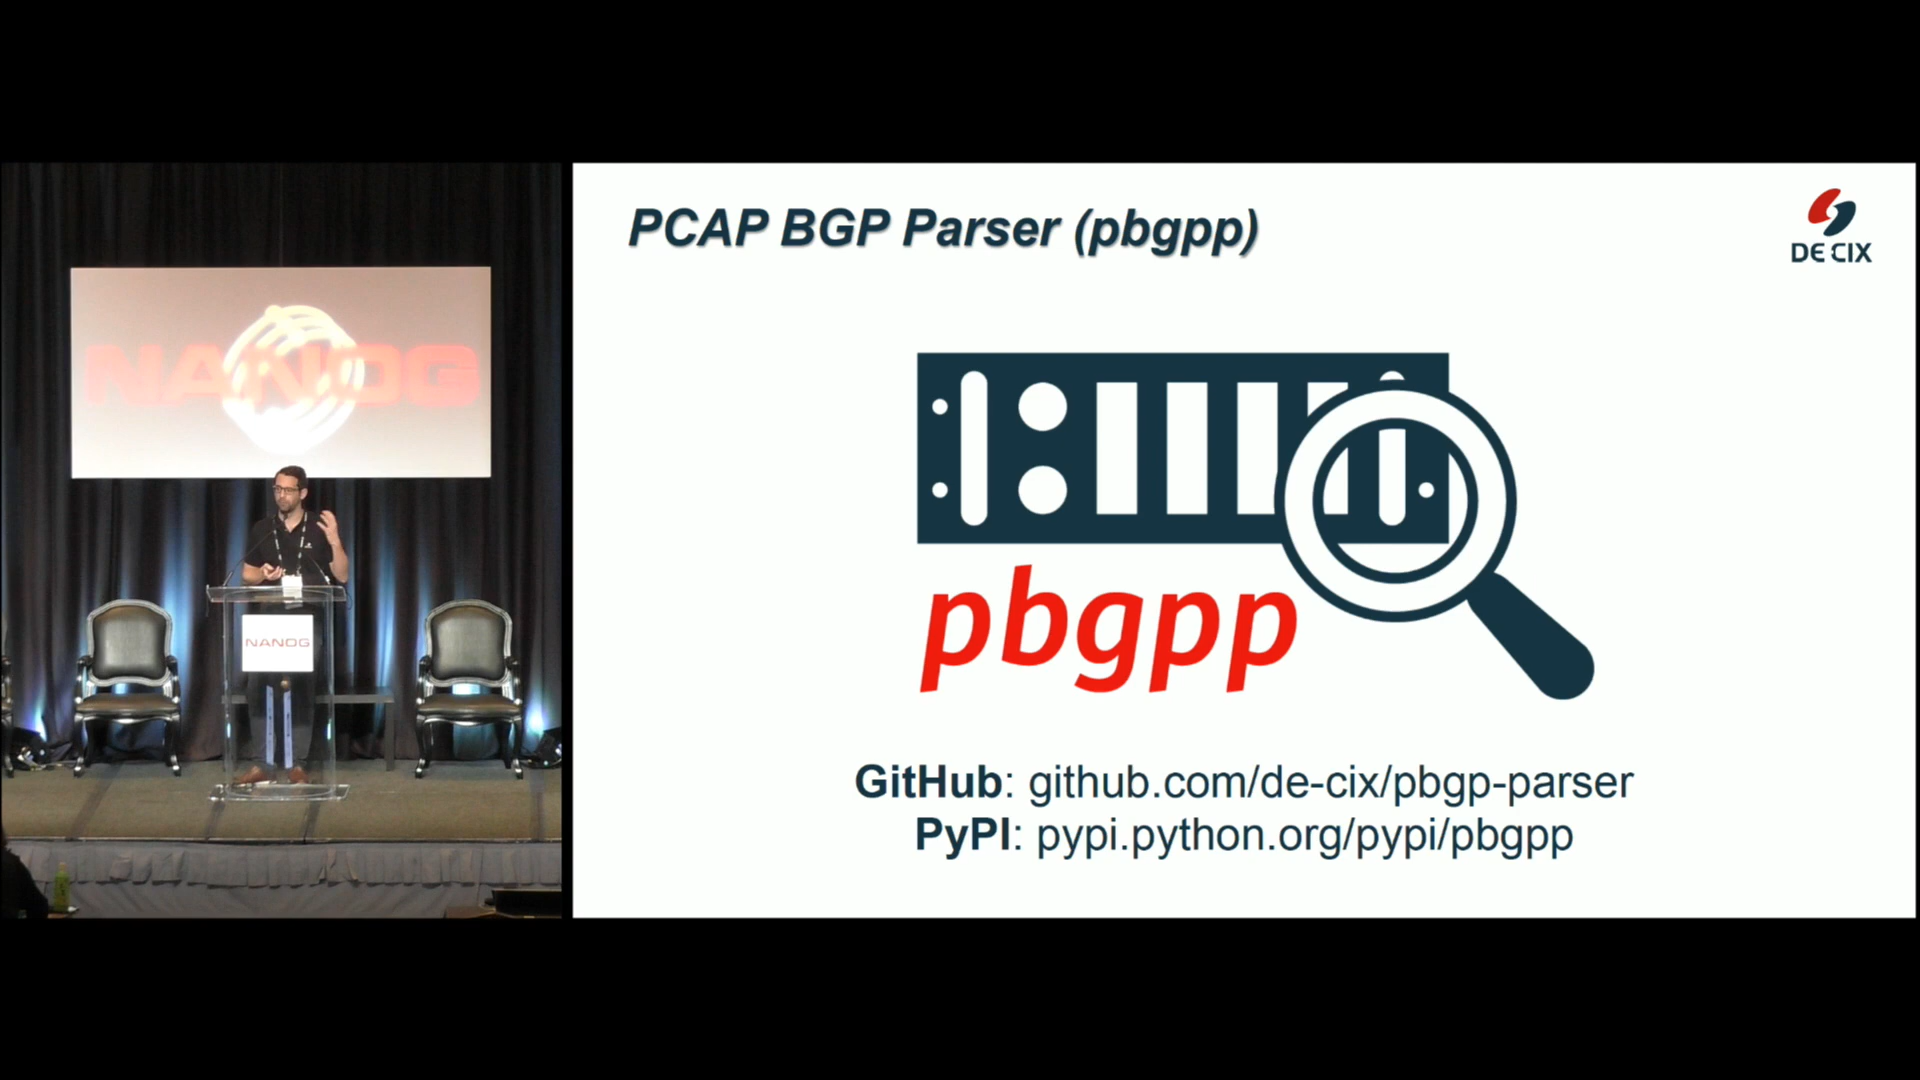 NANOG
NANOG
PCAP BGP Parser (pbgpp)
DE CIX
pbgpp
GitHub: github.com/de-cix/pbgp-parser
PyPI: pypi.python.org/pypi/pbgpp